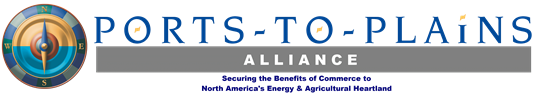 N
W
E
S
PORTS-TO-PLAiNS
ALLIANCE
Securing the Benefits of Commerce to
North America's Energy & Agricultural Heartland